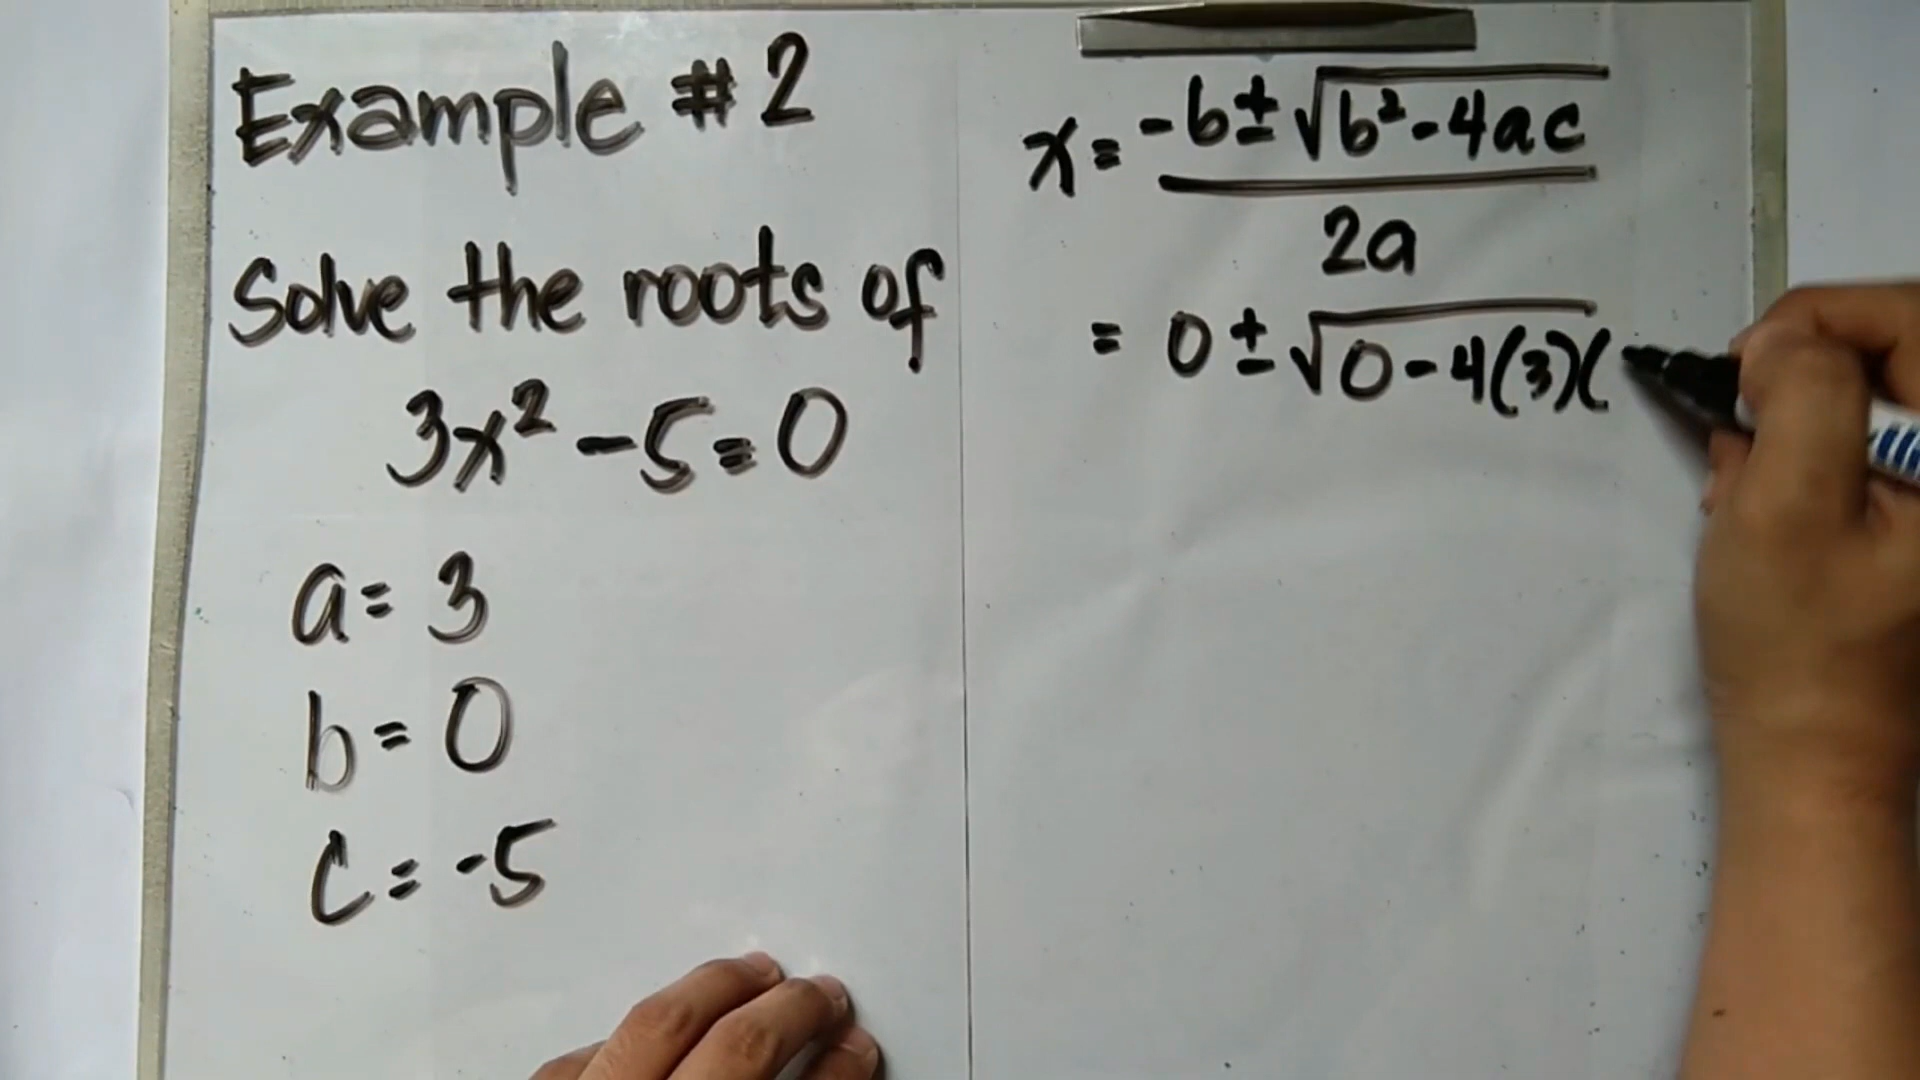 Example #2
Solve the roots of
3x² - 5 = 0
a = 3
b = 0
c = -5
x = -b ± √b² - 4ac
2a
= 0 ± √0 - 4(3)(